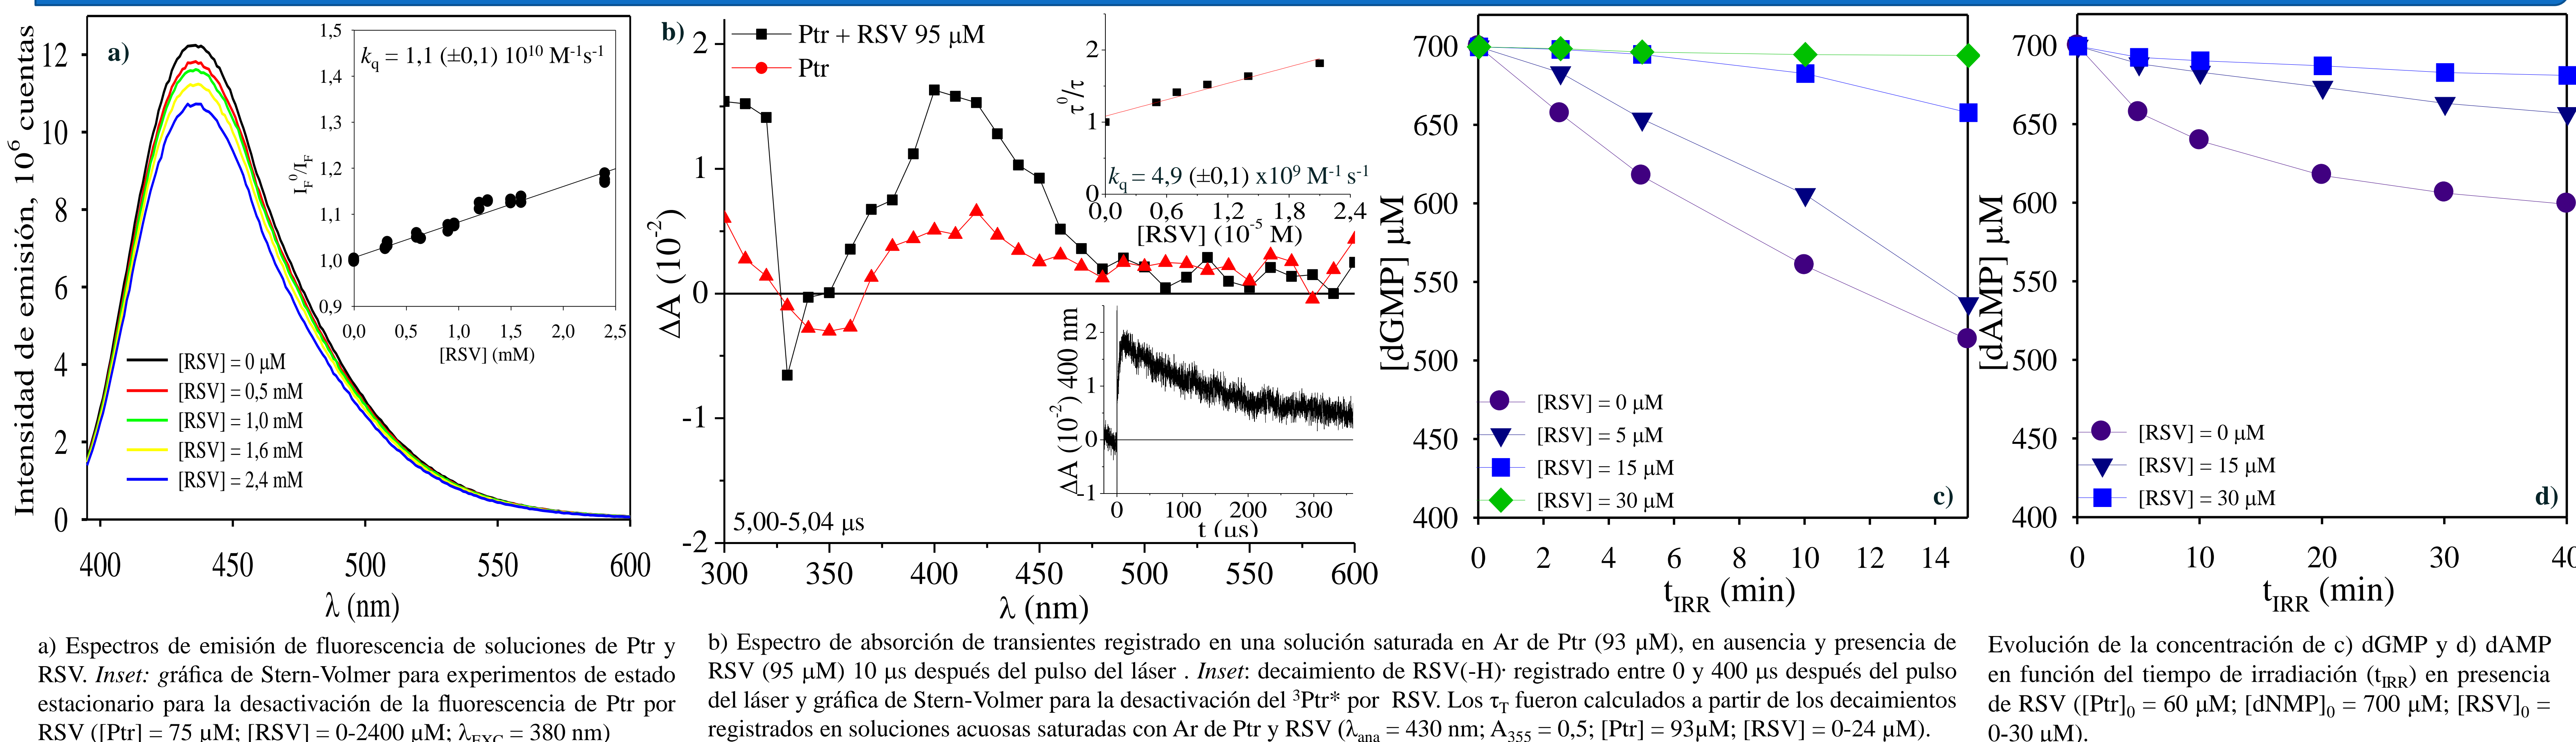 a)
Intensidad de emisión, 10⁶ cuentas
12
10
8
6
4
2
0
400 450 500 550 600
λ (nm)
[RSV] = 0 μM
[RSV] = 0,5 mM
[RSV] = 1,0 mM
[RSV] = 1,6 mM
[RSV] = 2,4 mM
kq = 1,1 (±0,1) 10¹⁰ M⁻¹s⁻¹
I_F⁰/I_F
1,5
1,4
1,3
1,2
1,1
1,0
0,9
0,0 0,5 1,0 1,5 2,0 2,5
[RSV] (mM)
b)
Ptr + RSV 95 μM
Ptr
ΔA (10⁻²)
2
1
0
-1
-2
300 350 400 450 500 550 600
λ (nm)
5,00-5,04 μs
τ⁰/τ
2
1
0
kq = 4,9 (±0,1) x10⁹ M⁻¹ s⁻¹
0,0 0,6 1,2 1,8 2,4
[RSV] (10⁻⁵ M)
ΔA (10⁻²) 400 nm
2
1
0
-1
0 100 200 300
t (μs)
[dGMP] μM
700
650
600
550
500
450
400
[RSV] = 0 μM
[RSV] = 5 μM
[RSV] = 15 μM
[RSV] = 30 μM
c)
0 2 4 6 8 10 12 14
t_IRR (min)
[dAMP] μM
700
650
600
550
500
450
400
[RSV] = 0 μM
[RSV] = 15 μM
[RSV] = 30 μM
d)
0 10 20 30 40
t_IRR (min)
a) Espectros de emisión de fluorescencia de soluciones de Ptr y
RSV. Inset: gráfica de Stern-Volmer para experimentos de estado
estacionario para la desactivación de la fluorescencia de Ptr por
RSV ([Ptr] = 75 μM; [RSV] = 0-2400 μM; λ_EXC = 380 nm)
b) Espectro de absorción de transientes registrado en una solución saturada en Ar de Ptr (93 μM), en ausencia y presencia de
RSV (95 μM) 10 μs después del pulso del láser . Inset: decaimiento de RSV(-H)· registrado entre 0 y 400 μs después del pulso
del láser y gráfica de Stern-Volmer para la desactivación del ³Ptr* por RSV. Los τ_T fueron calculados a partir de los decaimientos
registrados en soluciones acuosas saturadas con Ar de Ptr y RSV (λ_ana = 430 nm; A₃₅₅ = 0,5; [Ptr] = 93μM; [RSV] = 0-24 μM).
Evolución de la concentración de c) dGMP y d) dAMP
en función del tiempo de irradiación (t_IRR) en presencia
de RSV ([Ptr]₀ = 60 μM; [dNMP]₀ = 700 μM; [RSV]₀ =
0-30 μM).